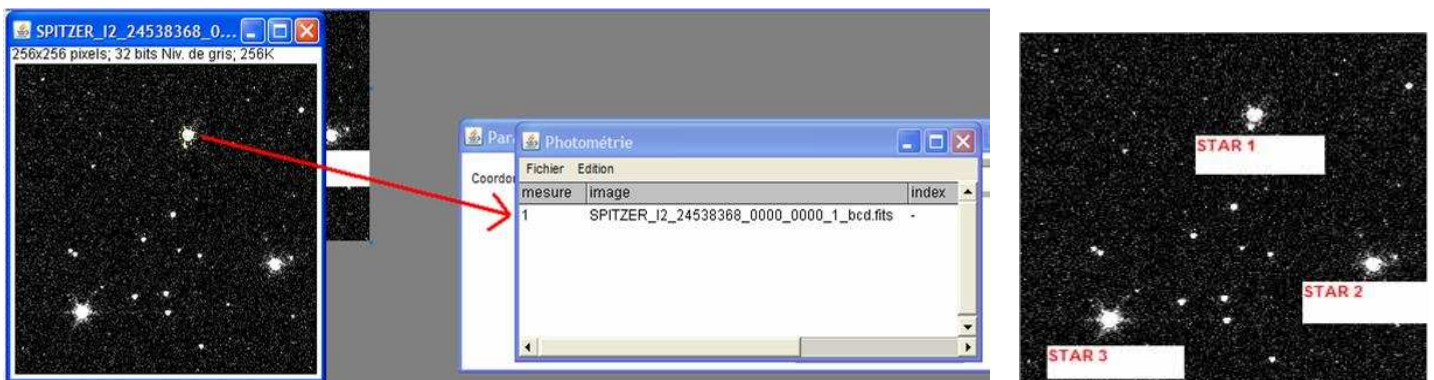 SPITZER_I2_24538368_0...
256x256 pixels; 32 bits Niv. de gris; 256K
Photométrie
Coordo
Fichier Edition
mesure image index
1 SPITZER_I2_24538368_0000_0000_1_bcd.fits -
STAR 1
STAR 2
STAR 3